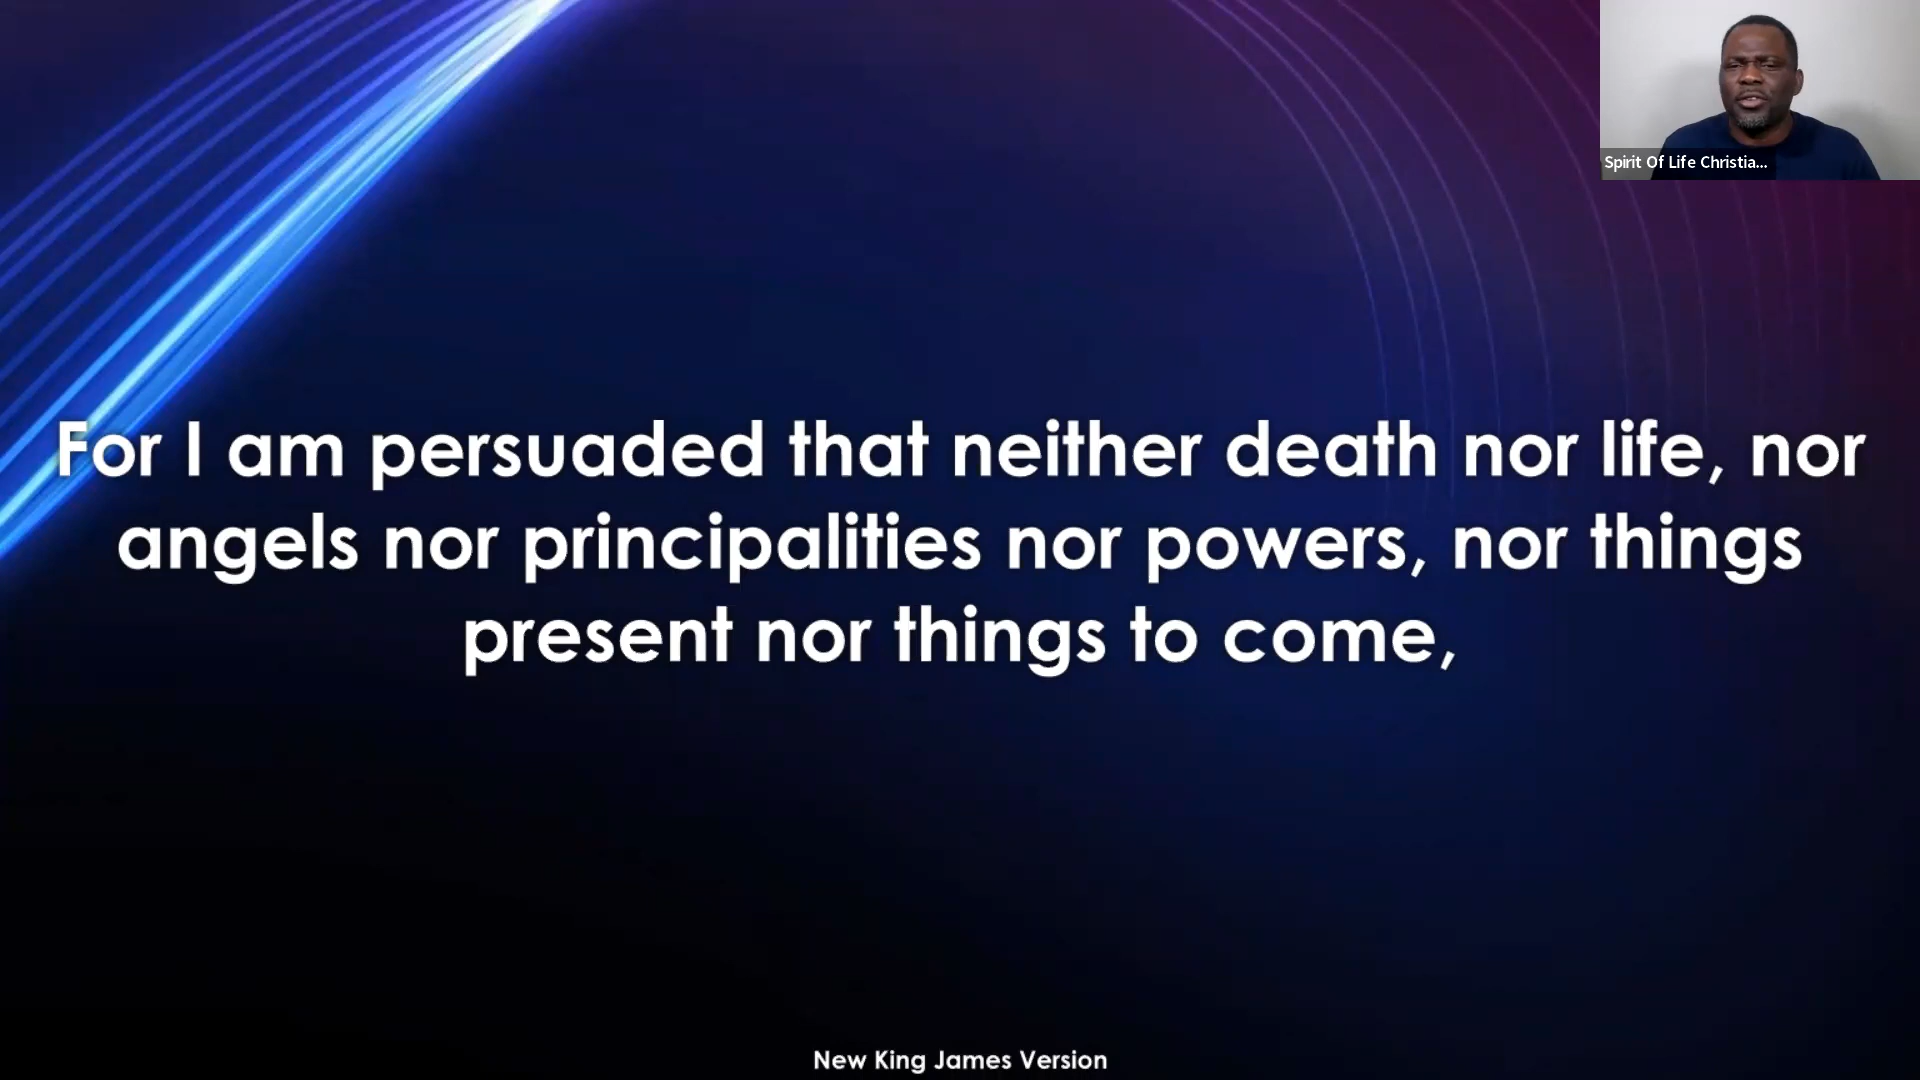 Spirit Of Life Christia...
For I am persuaded that neither death nor life, nor
angels nor principalities nor powers, nor things
present nor things to come,
New King James Version